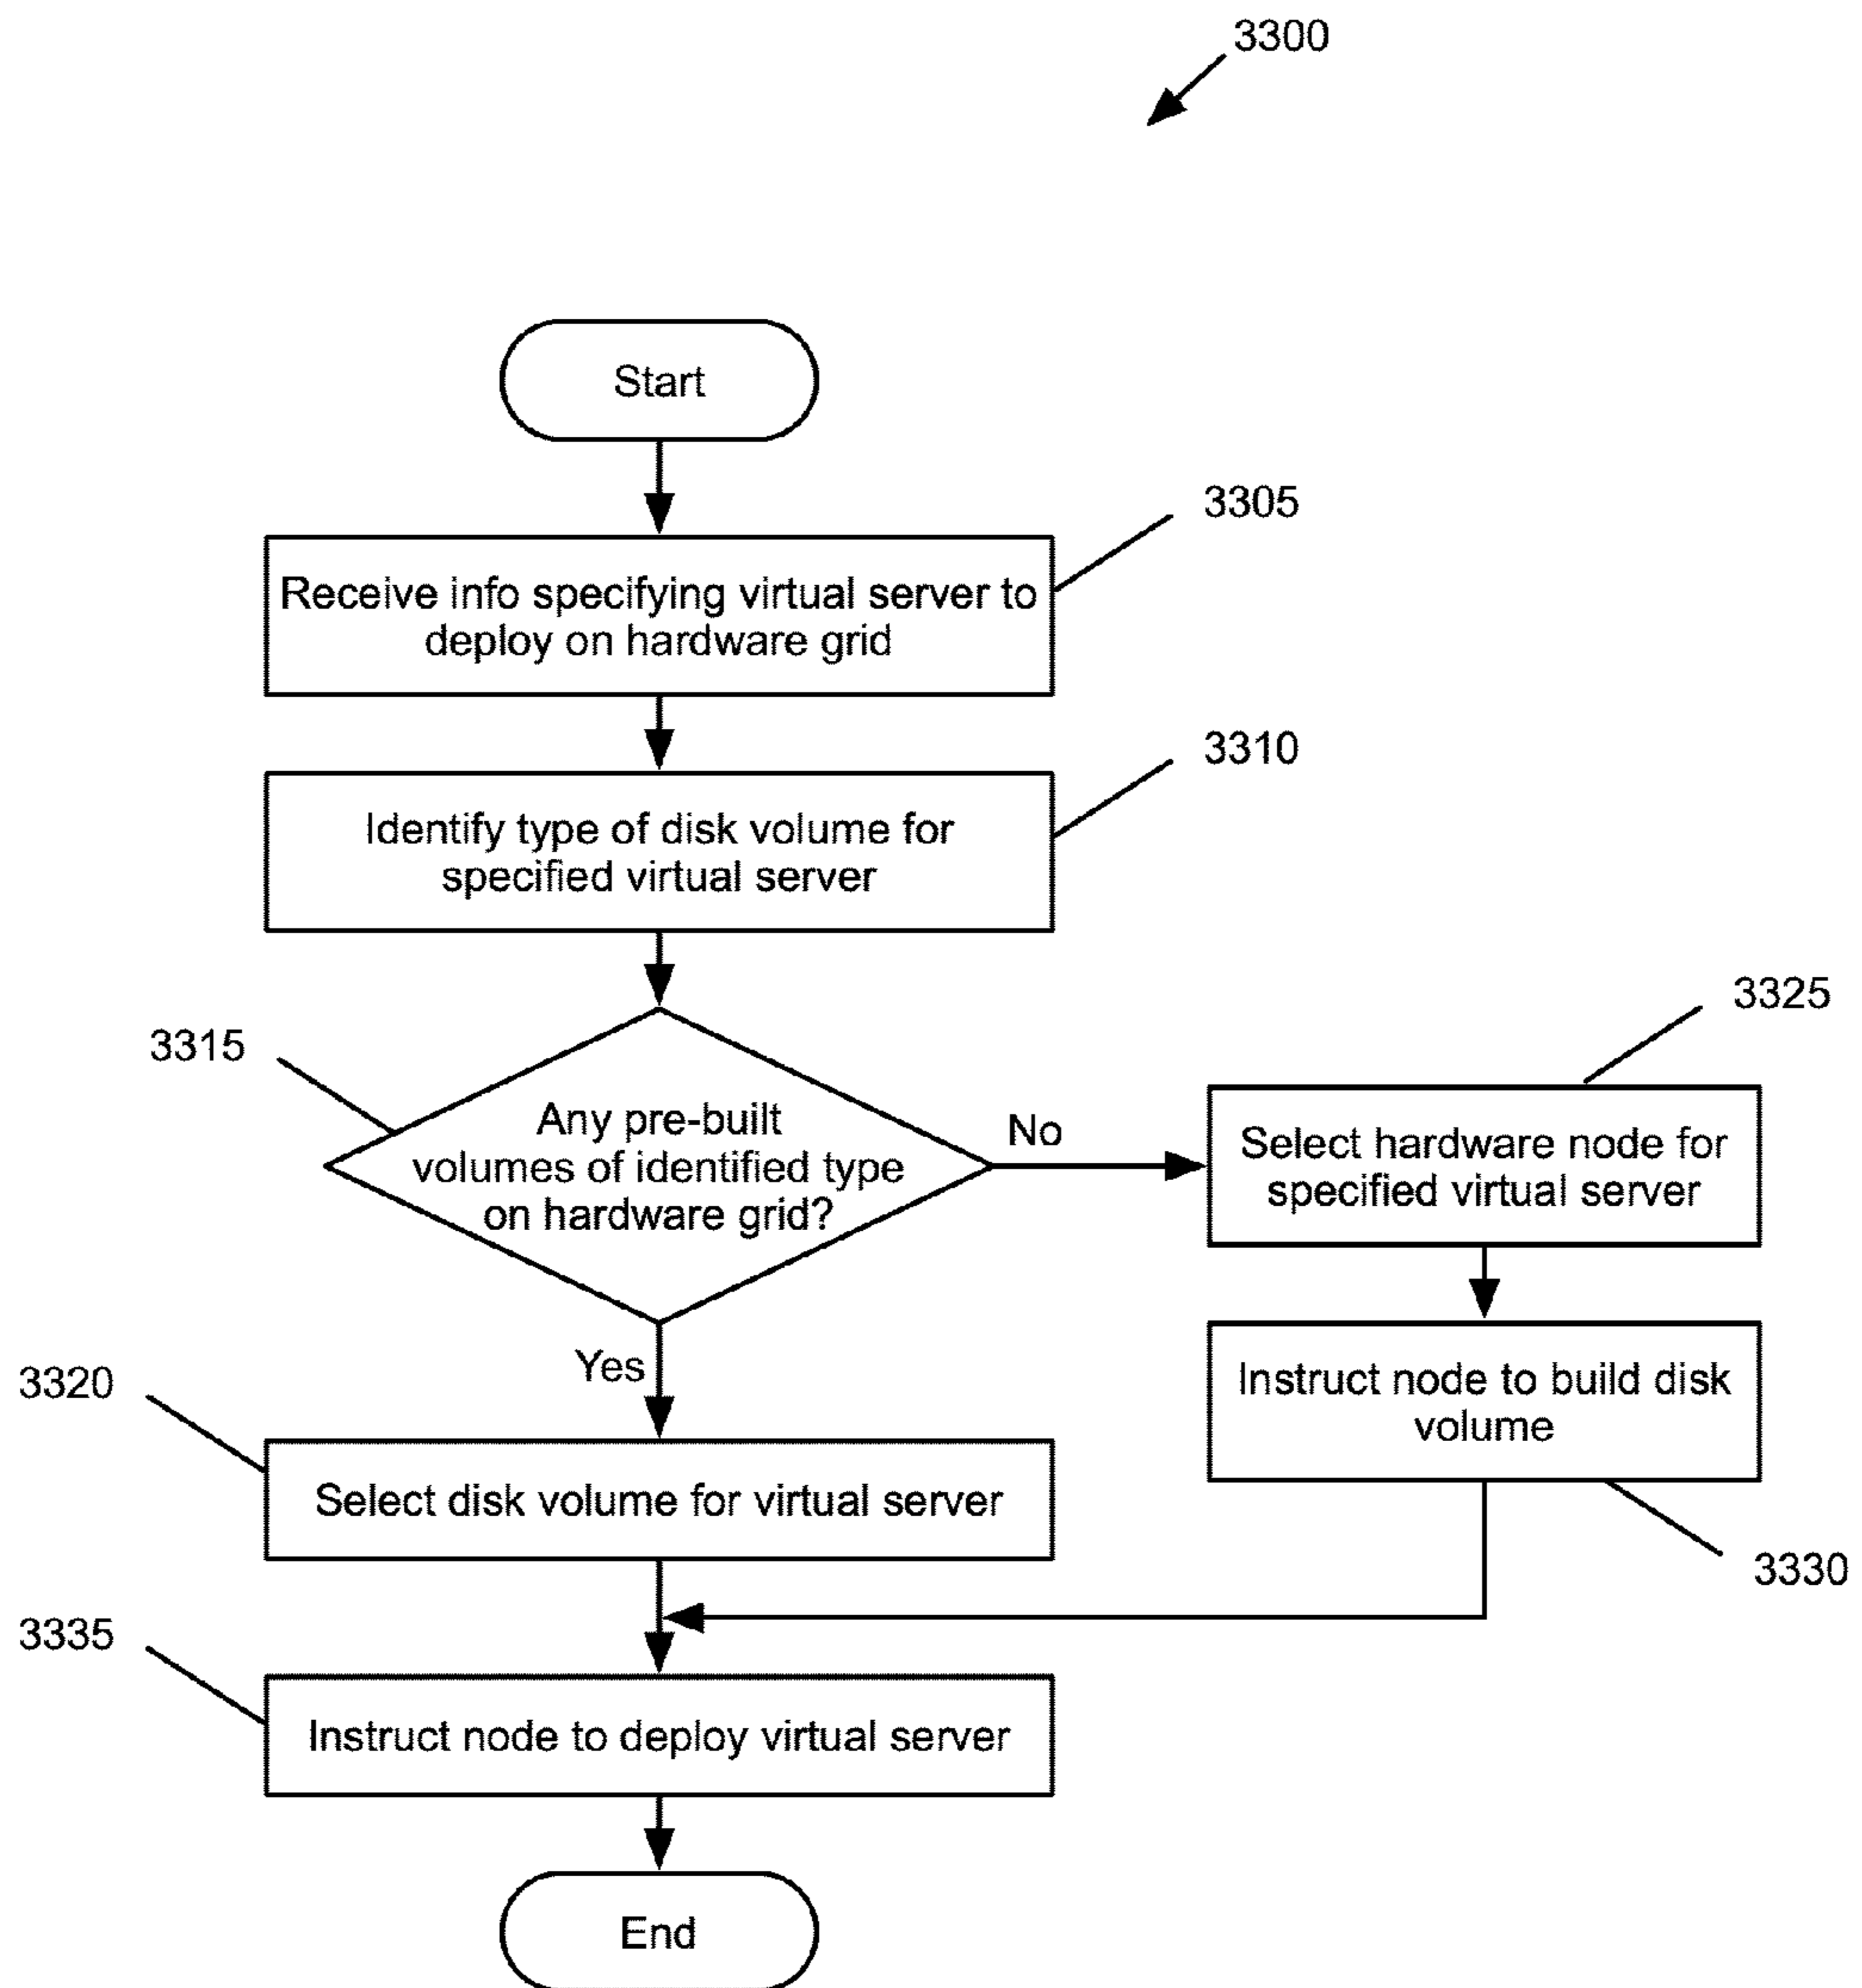 3300
Start
3305
Receive info specifying virtual server to
deploy on hardware grid
3310
Identify type of disk volume for
specified virtual server
3315
Any pre-built
volumes of identified type
on hardware grid?
No
3325
Select hardware node for
specified virtual server
Yes
Instruct node to build disk
volume
3330
3320
Select disk volume for virtual server
3335
Instruct node to deploy virtual server
End